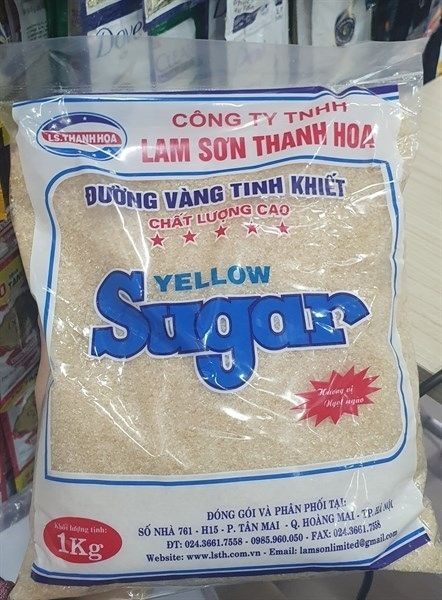 Dove
LS.THANH HOA
CÔNG TY TNHH
LAM SƠN THANH HOA
ĐƯỜNG VÀNG TINH KHIẾT
CHẤT LƯỢNG CAO
YELLOW
Sugar
Hương vị
Ngọt ngào
Khối lượng tịnh:
1Kg
ĐÓNG GÓI VÀ PHÂN PHỐI TẠI:
SỐ NHÀ 761 - H15 - P. TÂN MAI - Q. HOÀNG MAI - TP. HÀ NỘI
ĐT: 024.3661.7558 - 0985.960.050 - FAX: 024.3661.7558
Website: www.lsth.com.vn - Email: lamsonlimited@gmail.com